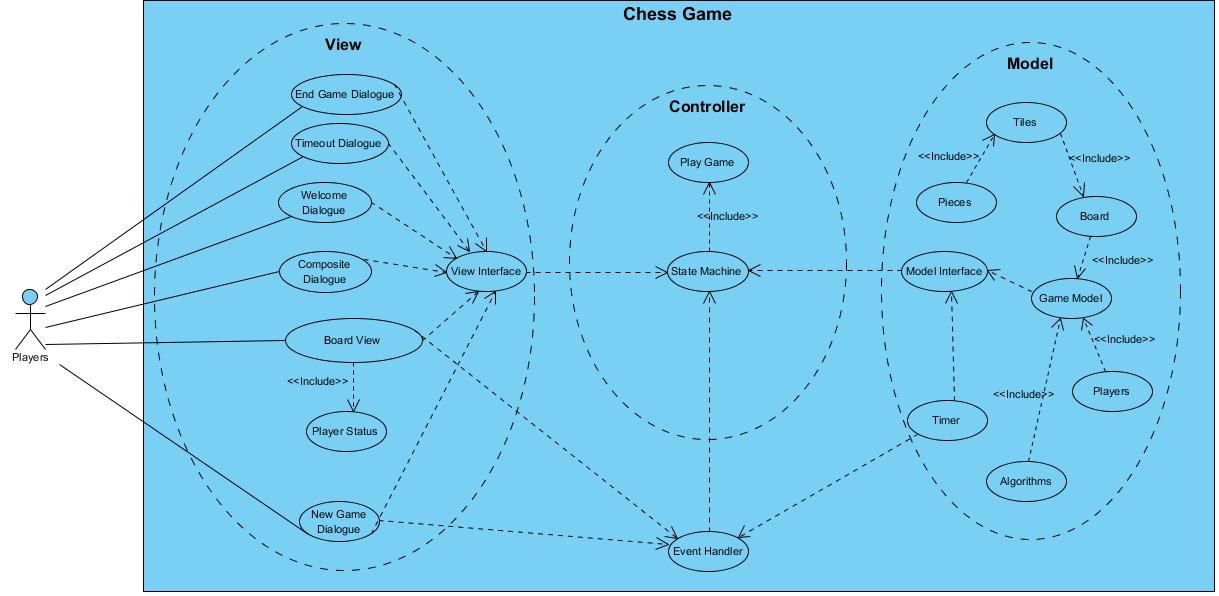 Chess Game
View
End Game Dialogue
Timeout Dialogue
Welcome
Dialogue
Composite
Dialogue
View Interface
Board View
<<Include>>
Player Status
New Game
Dialogue
Players
Controller
Play Game
<<Include>>
State Machine
Event Handler
Model
Tiles
<<Include>>
<<Include>>
Pieces
Board
<<Include>>
Model Interface
Game Model
<<Include>>
Players
<<Include>>
Timer
Algorithms